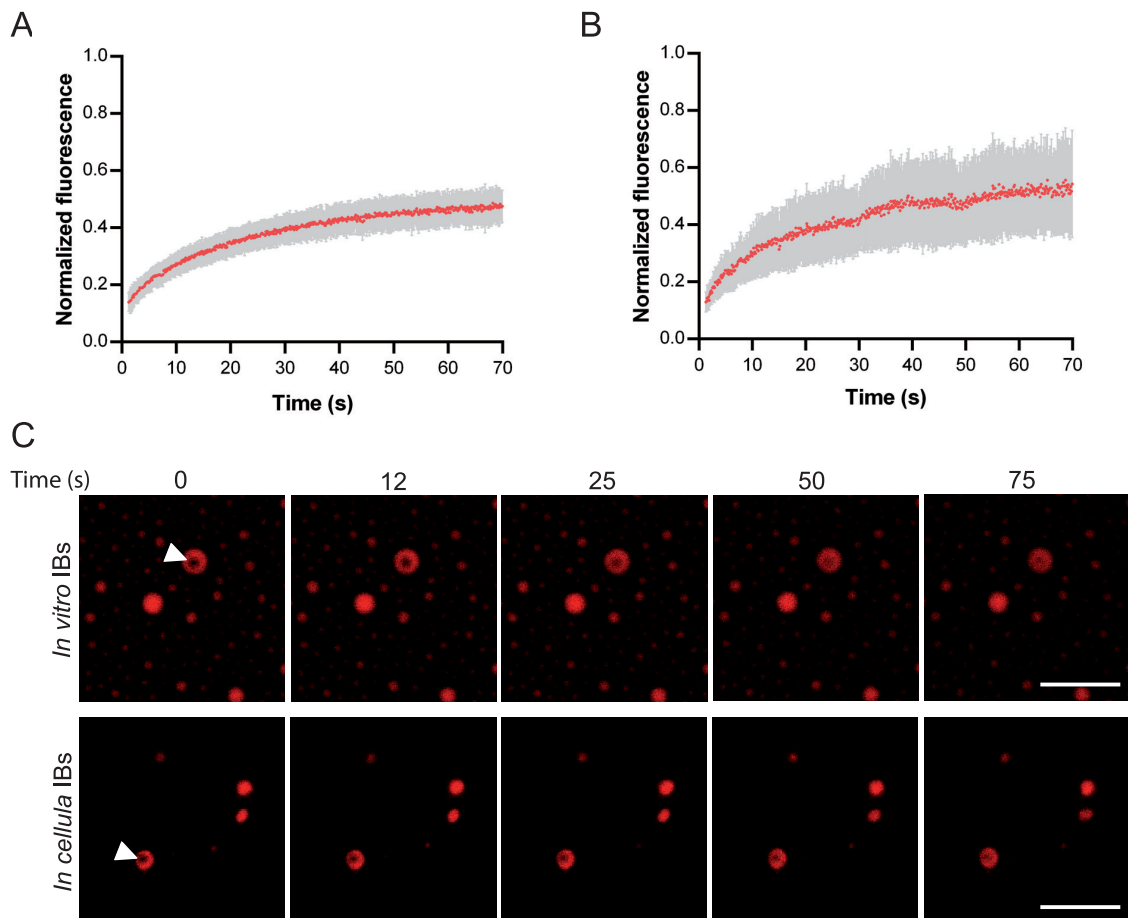 A
B
1.0
0.8
0.6
0.4
0.2
0.0
Normalized fluorescence
0 10 20 30 40 50 60 70
Time (s)
1.0
0.8
0.6
0.4
0.2
0.0
Normalized fluorescence
0 10 20 30 40 50 60 70
Time (s)
C
Time (s) 0 12 25 50 75
In vitro IBs
In cellula IBs